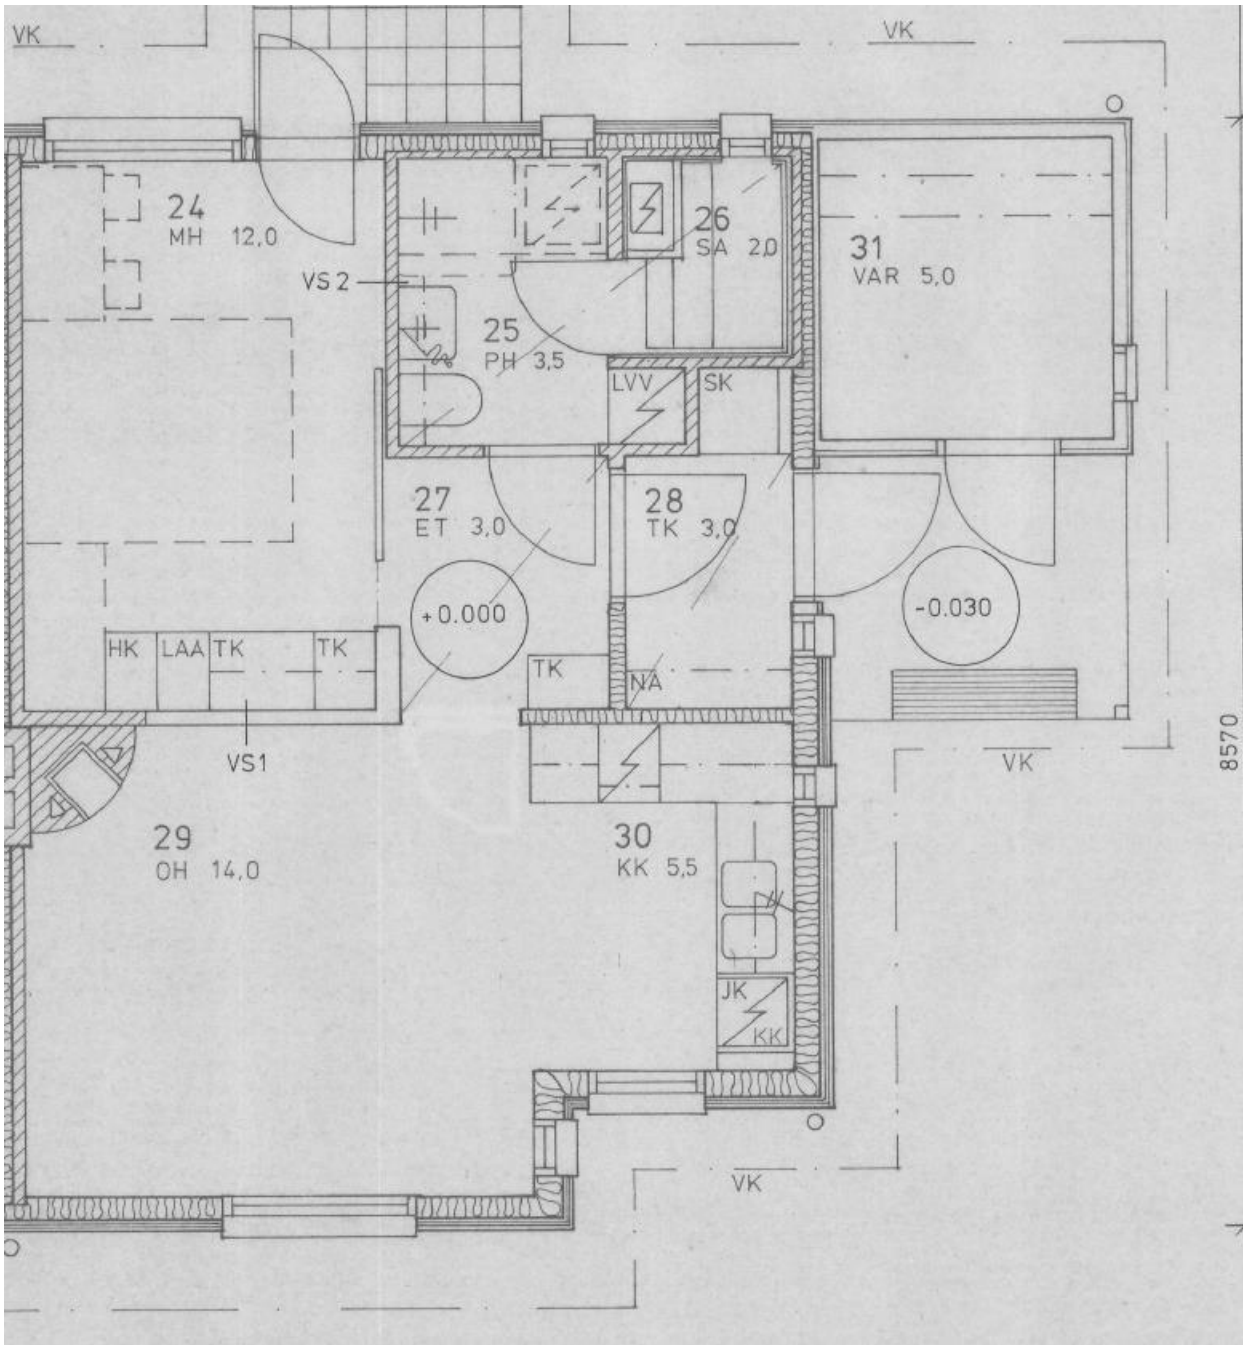 VK
VK
24
MH 12,0
26
SA 2,0
31
VAR 5,0
VS 2
25
PH 3,5
LVV
SK
27
ET 3,0
28
TK 3,0
+0.000
-0.030
HK
LAA
TK
TK
TK
NA
VS1
VK
8570
29
OH 14,0
30
KK 5,5
JK
KK
VK